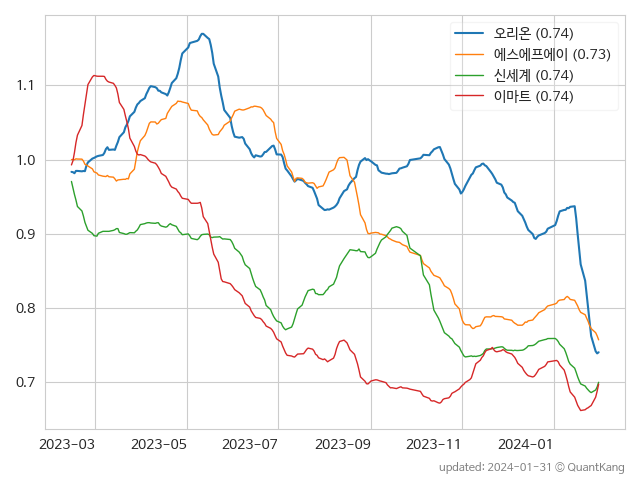 오리온 (0.74)
에스에프에이 (0.73)
신세계 (0.74)
이마트 (0.74)
1.1
1.0
0.9
0.8
0.7
2023-03 2023-05 2023-07 2023-09 2023-11 2024-01
updated: 2024-01-31 © QuantKang